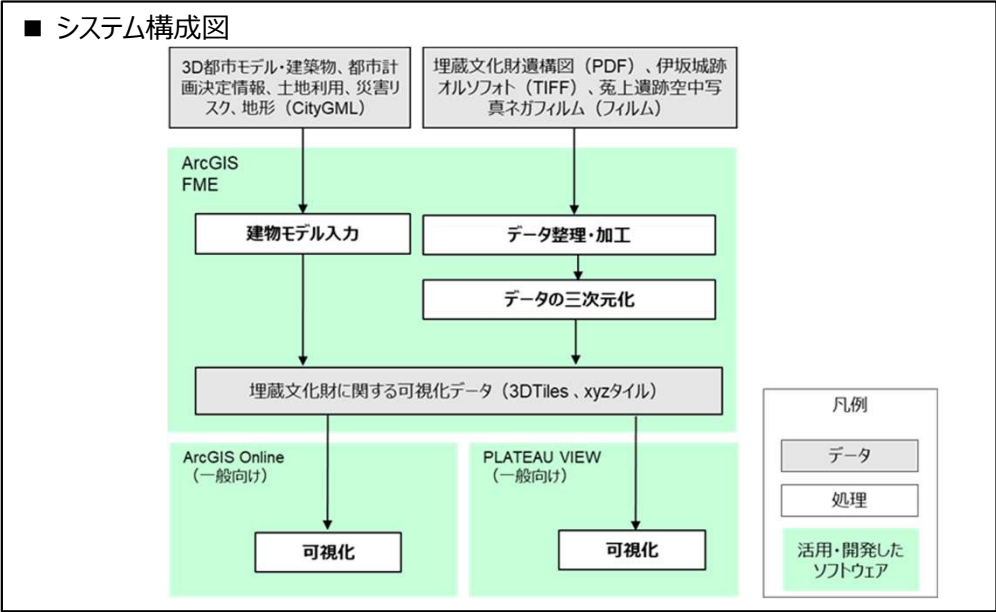 ■ システム構成図
3D都市モデル・建築物、都市計
画決定情報、土地利用、災害リ
スク、地形（CityGML）
埋蔵文化財遺構図（PDF）、伊坂城跡
オルソフォト（TIFF）、菟上遺跡空中写
真ネガフィルム（フィルム）
ArcGIS
FME
建物モデル入力
データ整理・加工
データの三次元化
埋蔵文化財に関する可視化データ（3DTiles、xyzタイル）
ArcGIS Online
（一般向け）
可視化
PLATEAU VIEW
（一般向け）
可視化
凡例
データ
処理
活用・開発した
ソフトウェア